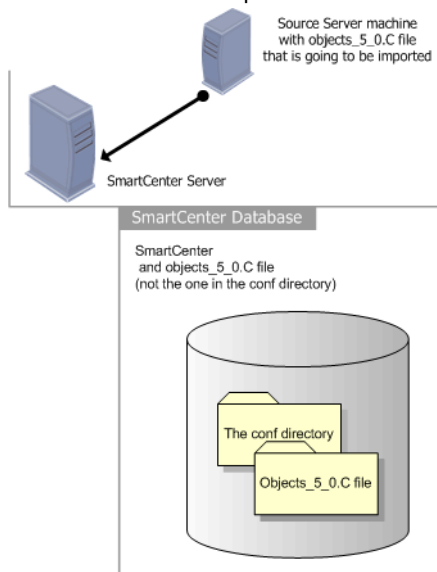 Source Server machine
with objects_5_0.C file
that is going to be imported
SmartCenter Server
SmartCenter Database
SmartCenter
and objects_5_0.C file
(not the one in the conf directory)
The conf directory
Objects_5_0.C file